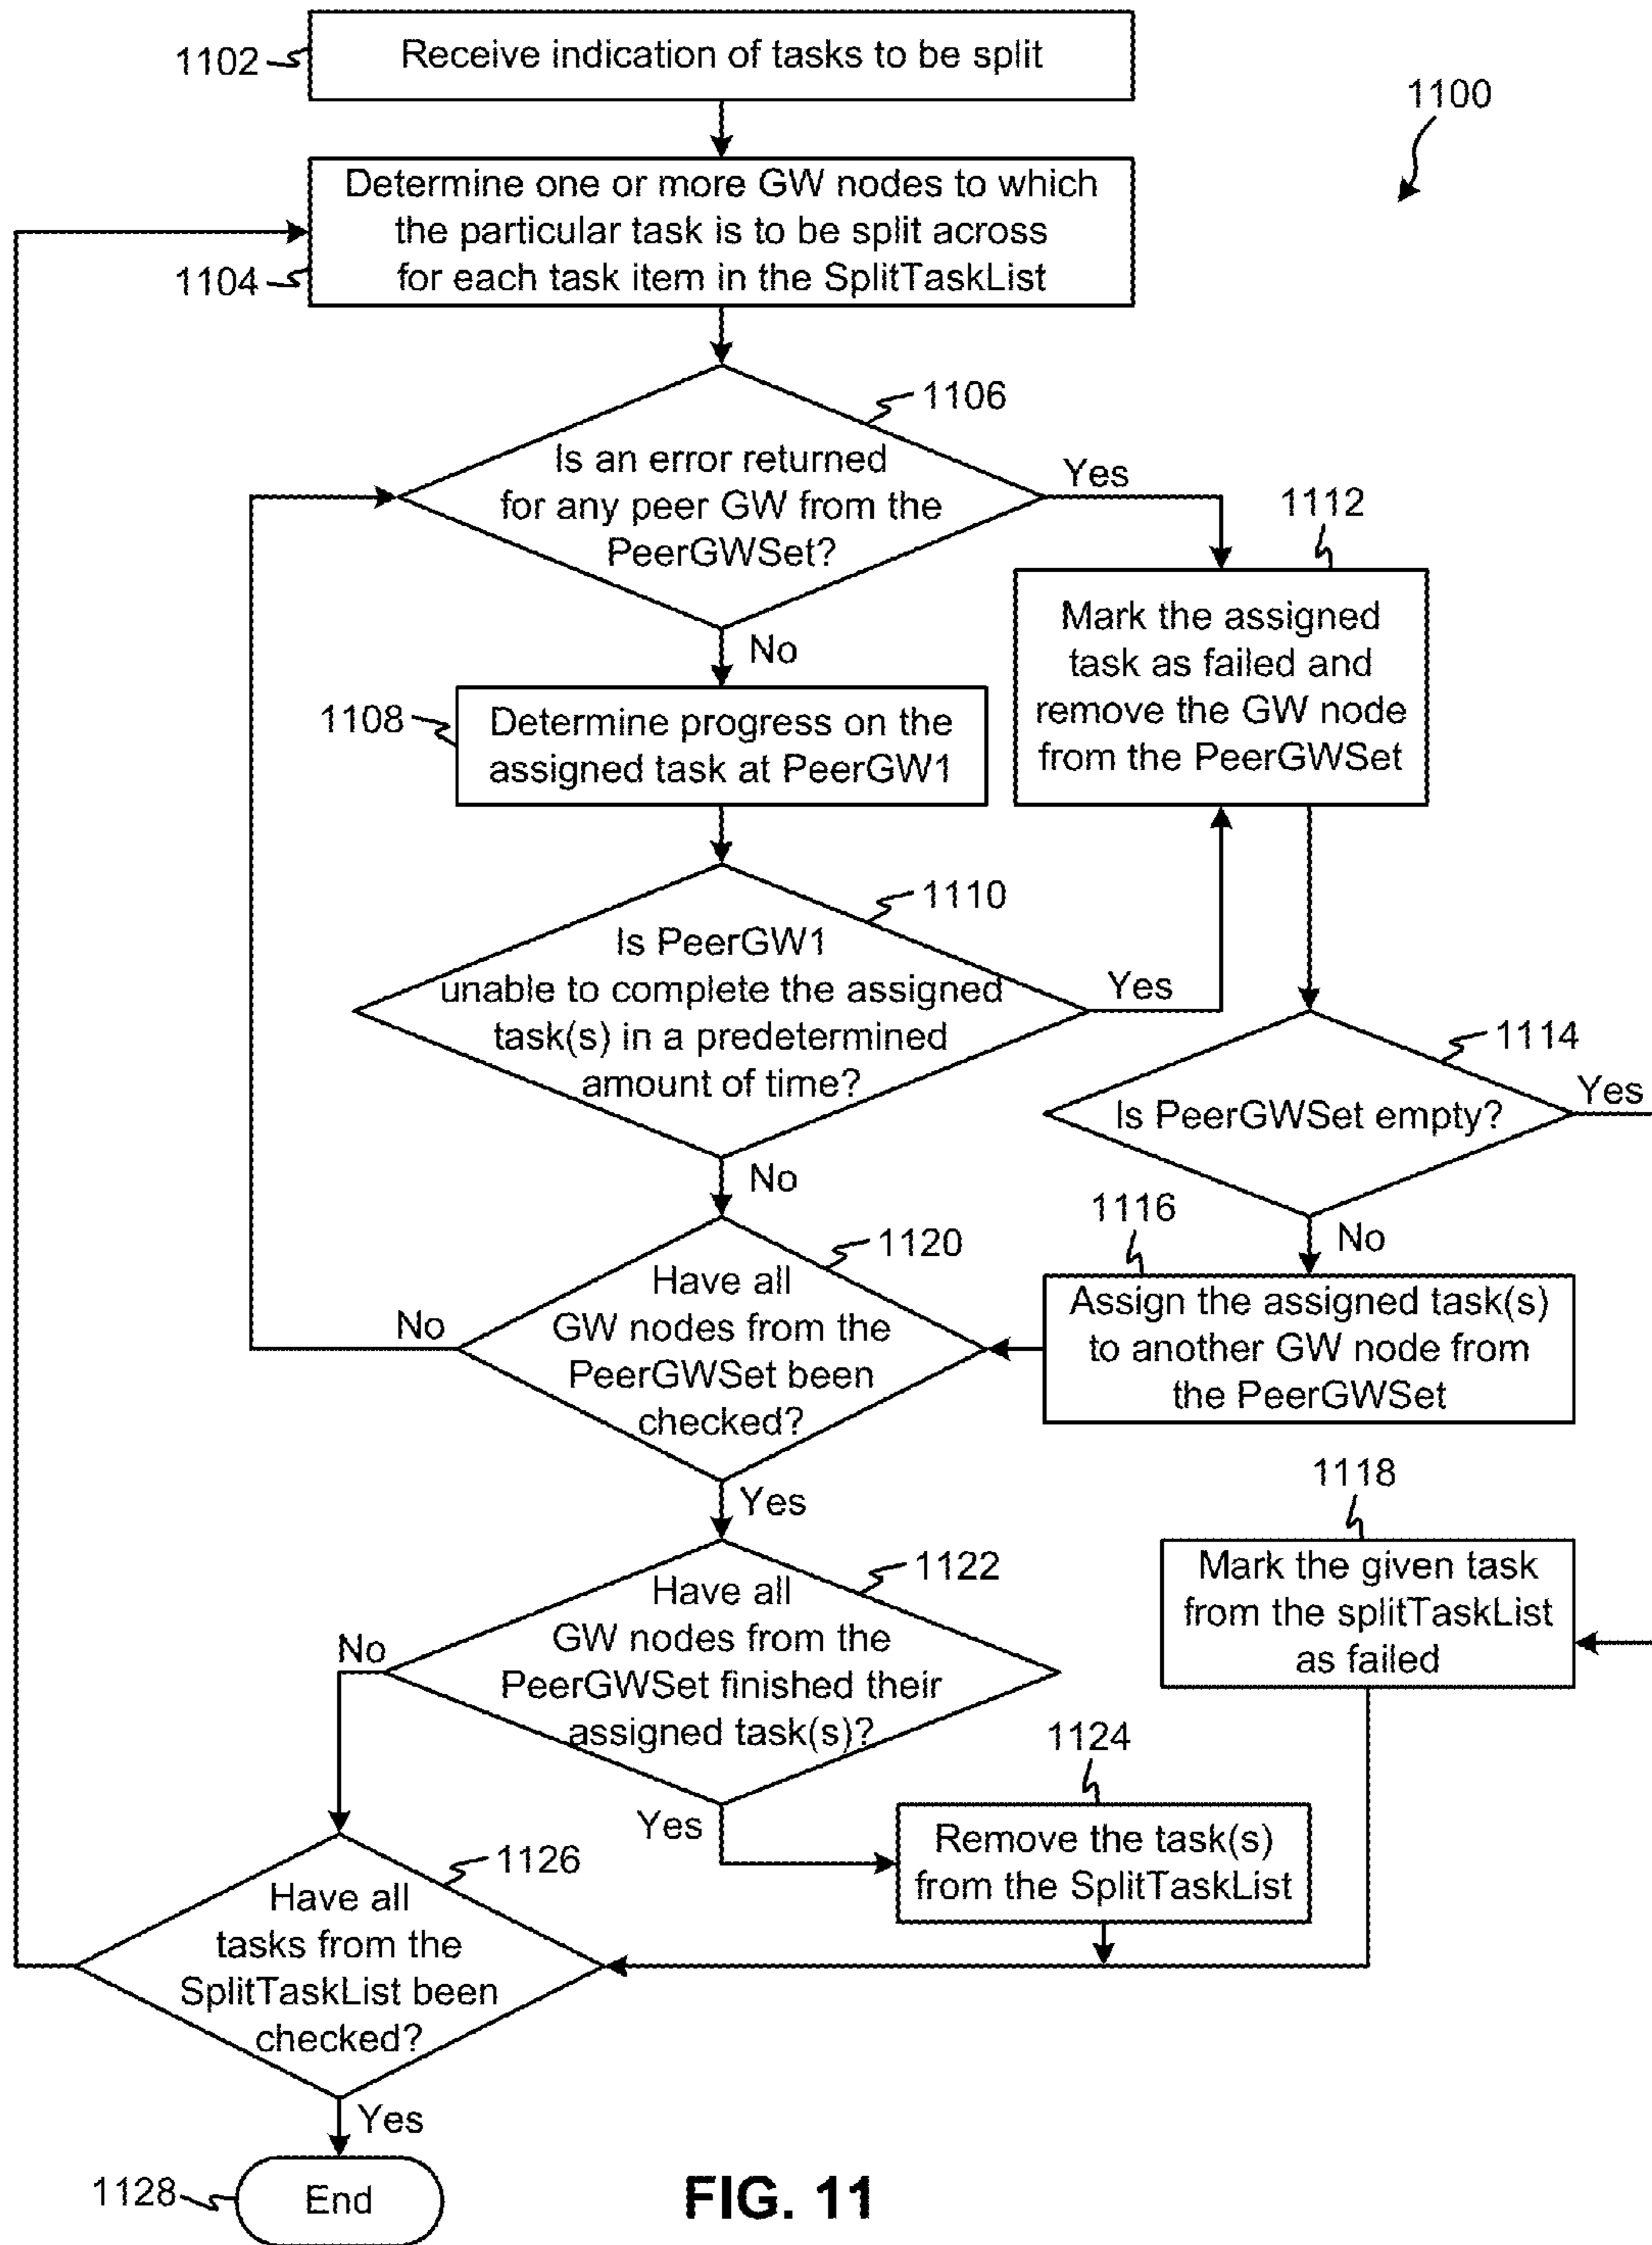 1102
Receive indication of tasks to be split
1100
Determine one or more GW nodes to which
the particular task is to be split across
for each task item in the SplitTaskList
1104
1106
Is an error returned
for any peer GW from the
PeerGWSet?
Yes
No
1112
Mark the assigned
task as failed and
remove the GW node
from the PeerGWSet
1108
Determine progress on the
assigned task at PeerGW1
1110
Is PeerGW1
unable to complete the assigned
task(s) in a predetermined
amount of time?
Yes
No
1114
Is PeerGWSet empty?
Yes
No
1116
Assign the assigned task(s)
to another GW node from
the PeerGWSet
1120
Have all
GW nodes from the
PeerGWSet been
checked?
No
Yes
1118
Mark the given task
from the splitTaskList
as failed
1122
Have all
GW nodes from the
PeerGWSet finished their
assigned task(s)?
No
Yes
1124
Remove the task(s)
from the SplitTaskList
1126
Have all
tasks from the
SplitTaskList been
checked?
Yes
1128
End
FIG. 11